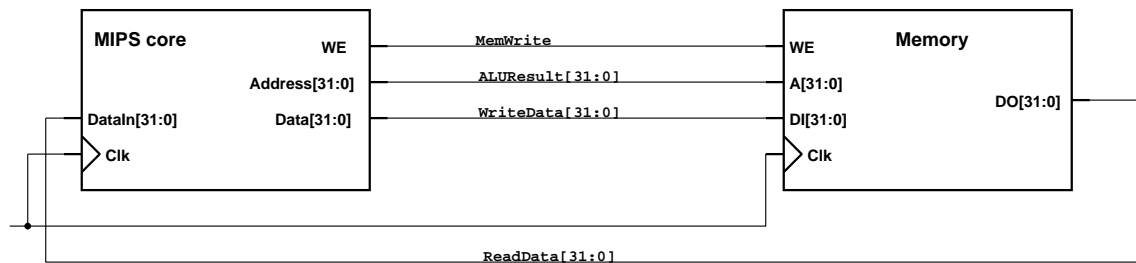 MIPS core
WE
Address[31:0]
Data[31:0]
DataIn[31:0]
Clk
MemWrite
ALUResult[31:0]
WriteData[31:0]
Memory
WE
A[31:0]
DI[31:0]
Clk
DO[31:0]
ReadData[31:0]